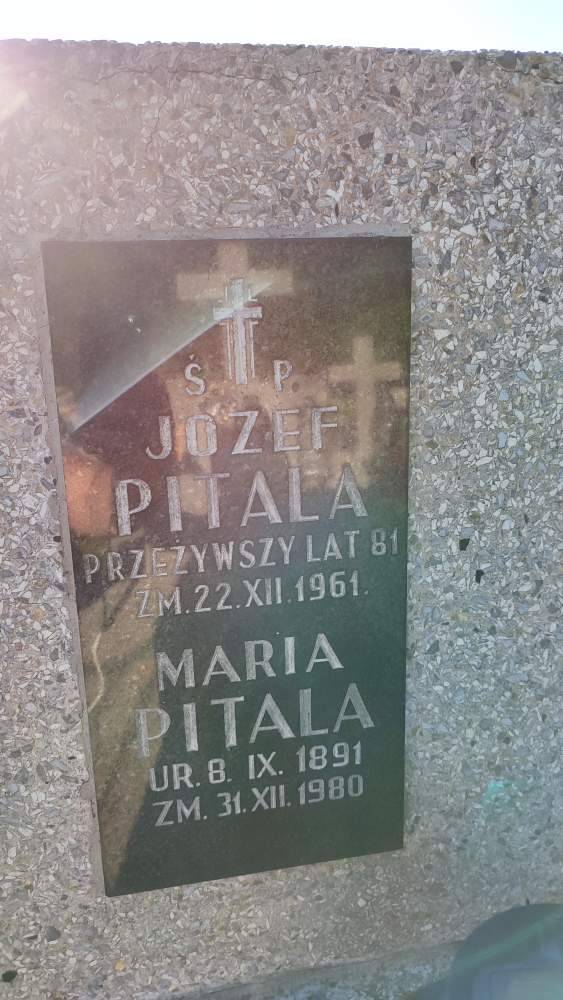 Ś P
JOZEF
PITALA
PRZEŻYWSZY LAT 81
ZM. 22. XII. 1961.
MARIA
PITALA
UR. 8. IX. 1891
ZM. 31. XII. 1980